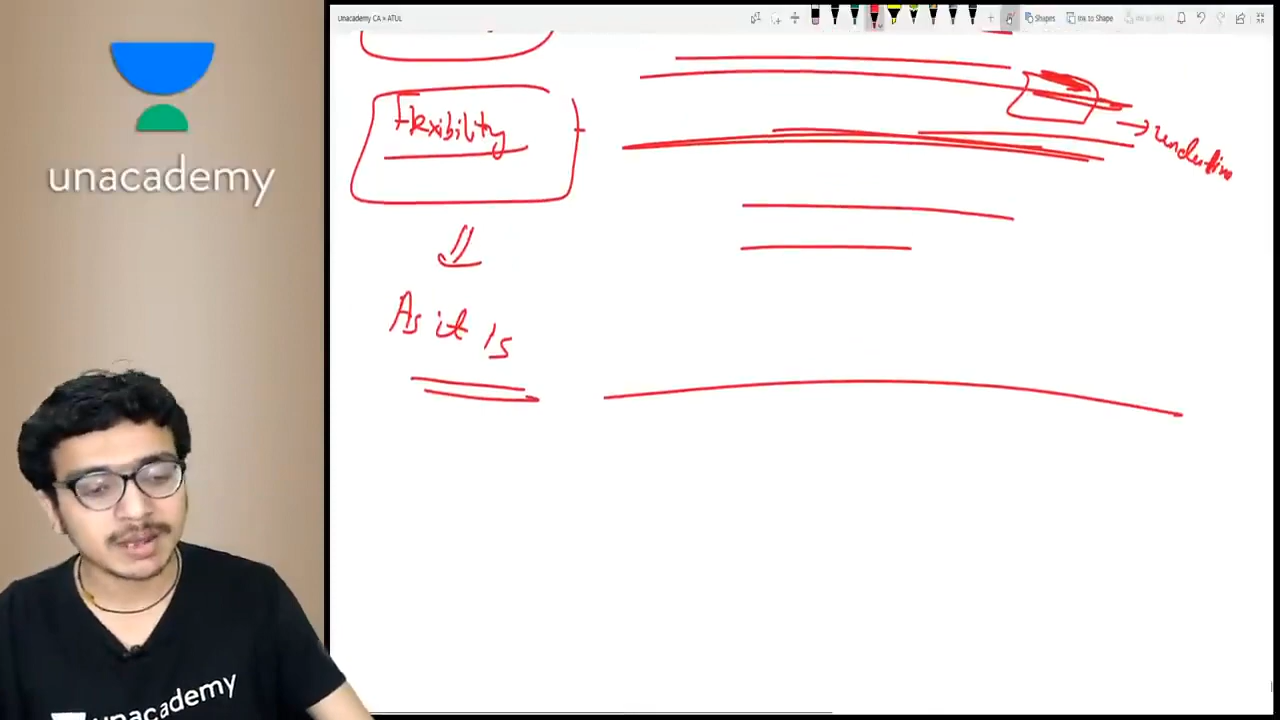 unacademy CA > ATUL
Shapes
Ink to Shape
unacademy
Flexibility
underline
As it is
unacademy